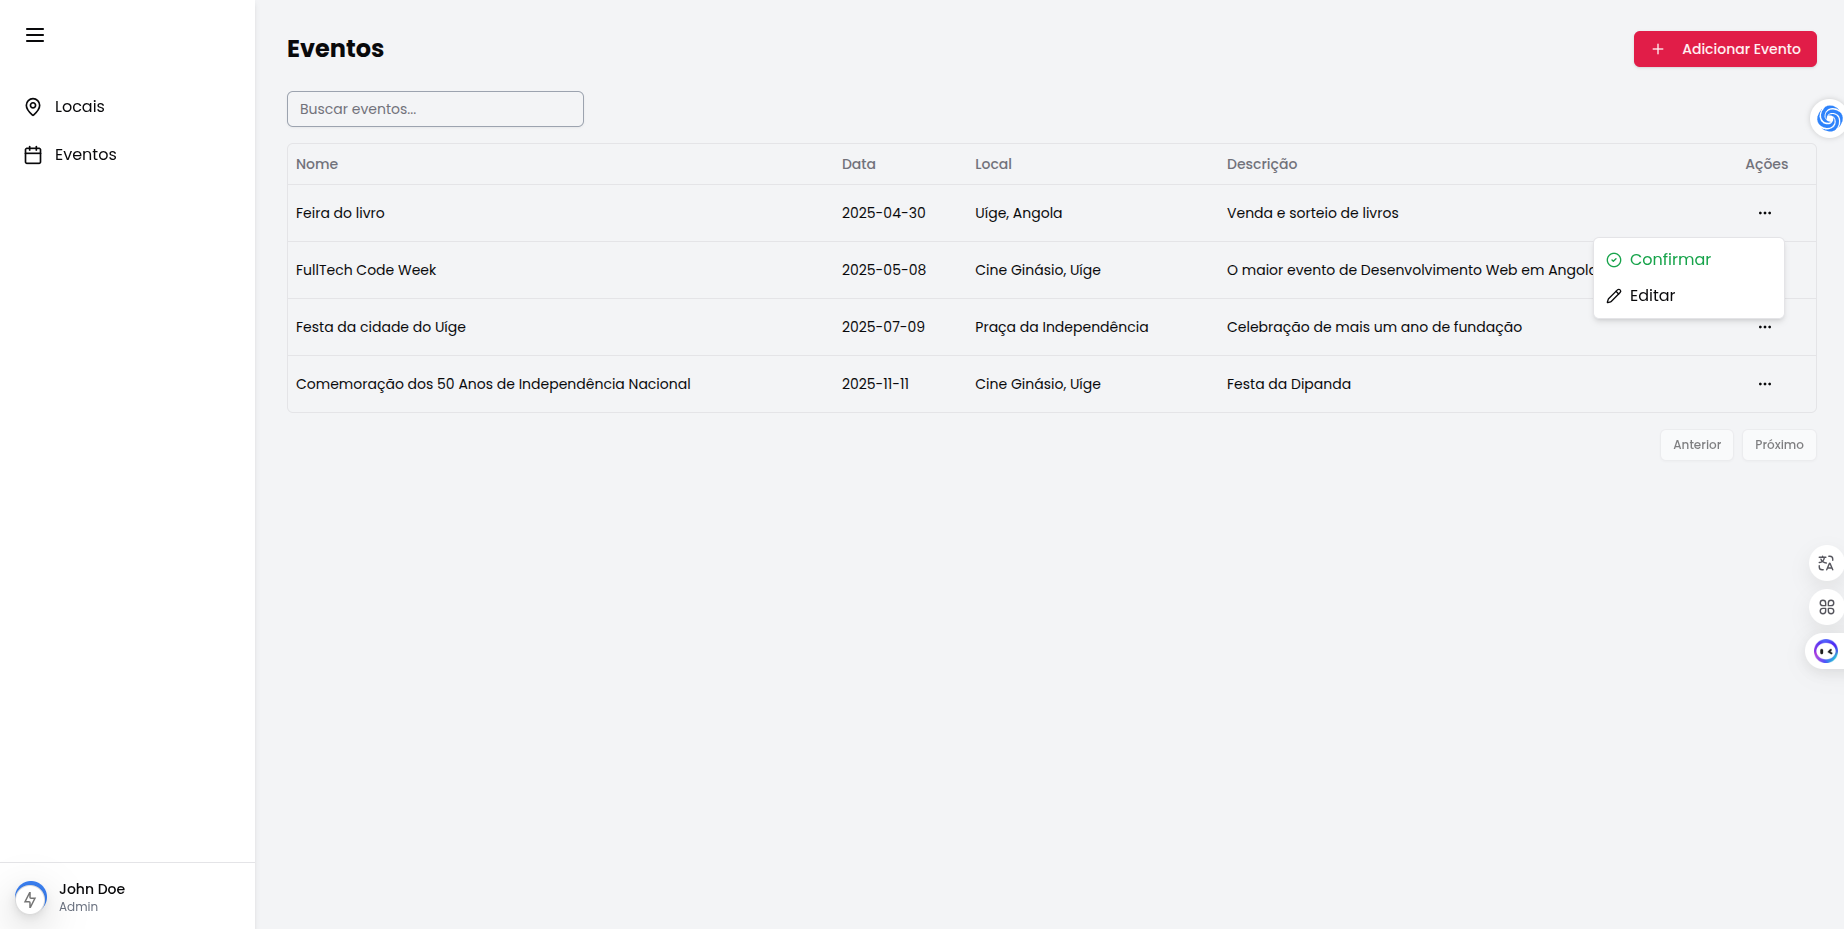 Locais
Eventos
John Doe
Admin
Eventos
Adicionar Evento
Buscar eventos...
Nome Data Local Descrição Ações
Feira do livro 2025-04-30 Uíge, Angola Venda e sorteio de livros
FullTech Code Week 2025-05-08 Cine Ginásio, Uíge O maior evento de Desenvolvimento Web em Angola
Confirmar
Editar
Festa da cidade do Uíge 2025-07-09 Praça da Independência Celebração de mais um ano de fundação
Comemoração dos 50 Anos de Independência Nacional 2025-11-11 Cine Ginásio, Uíge Festa da Dipanda
Anterior Próximo